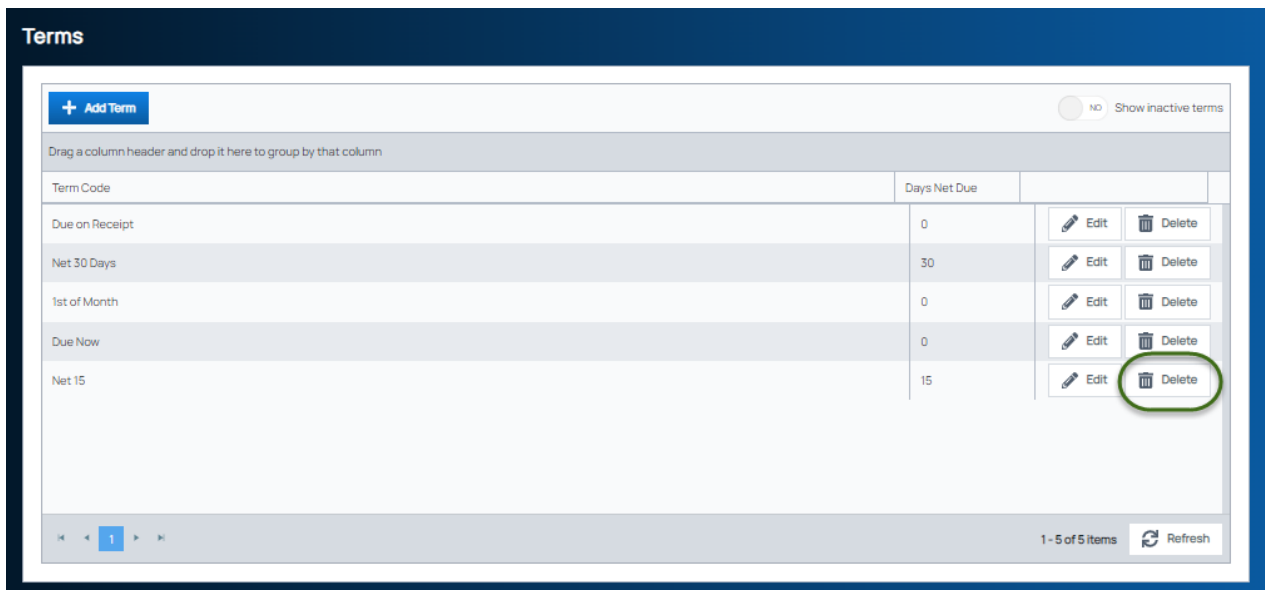 Terms
+ Add Term
NO Show inactive terms
Drag a column header and drop it here to group by that column
Term Code Days Net Due
Due on Receipt 0 Edit Delete
Net 30 Days 30 Edit Delete
1st of Month 0 Edit Delete
Due Now 0 Edit Delete
Net 15 15 Edit Delete
1 1 - 5 of 5 items Refresh